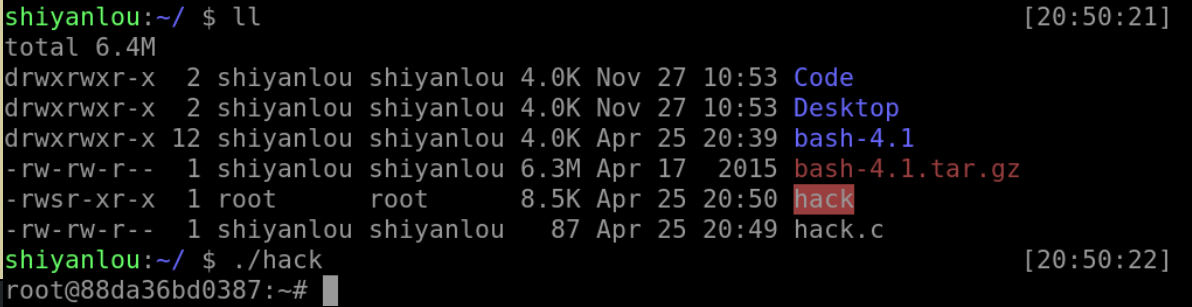 shiyanlou:~/ $ ll [20:50:21]
total 6.4M
drwxrwxr-x 2 shiyanlou shiyanlou 4.0K Nov 27 10:53 Code
drwxrwxr-x 2 shiyanlou shiyanlou 4.0K Nov 27 10:53 Desktop
drwxrwxr-x 12 shiyanlou shiyanlou 4.0K Apr 25 20:39 bash-4.1
-rw-rw-r-- 1 shiyanlou shiyanlou 6.3M Apr 17 2015 bash-4.1.tar.gz
-rwsr-xr-x 1 root root 8.5K Apr 25 20:50 hack
-rw-rw-r-- 1 shiyanlou shiyanlou 87 Apr 25 20:49 hack.c
shiyanlou:~/ $ ./hack [20:50:22]
root@88da36bd0387:~#